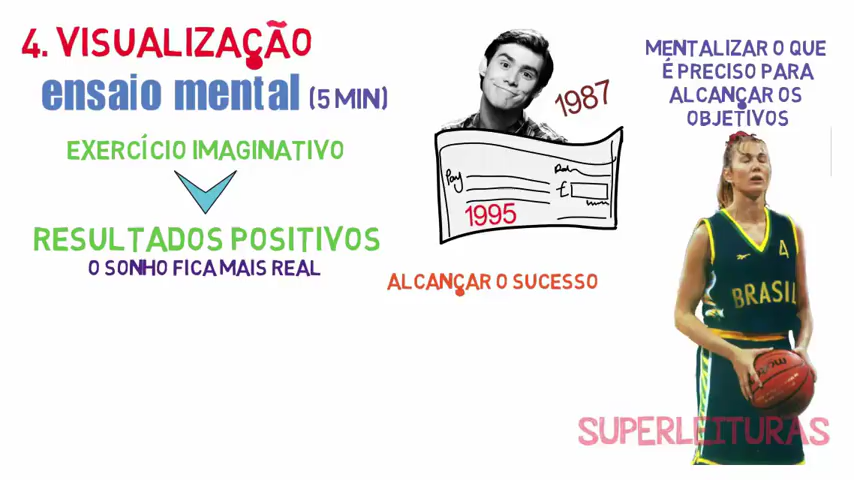 4. VISUALIZAÇÃO
ensaio mental (5 MIN)
EXERCÍCIO IMAGINATIVO
RESULTADOS POSITIVOS
O SONHO FICA MAIS REAL
1987
Pay
£
1995
ALCANÇAR O SUCESSO
MENTALIZAR O QUE
É PRECISO PARA
ALCANÇAR OS
OBJETIVOS
4
BRASIL
SUPERLEITURAS